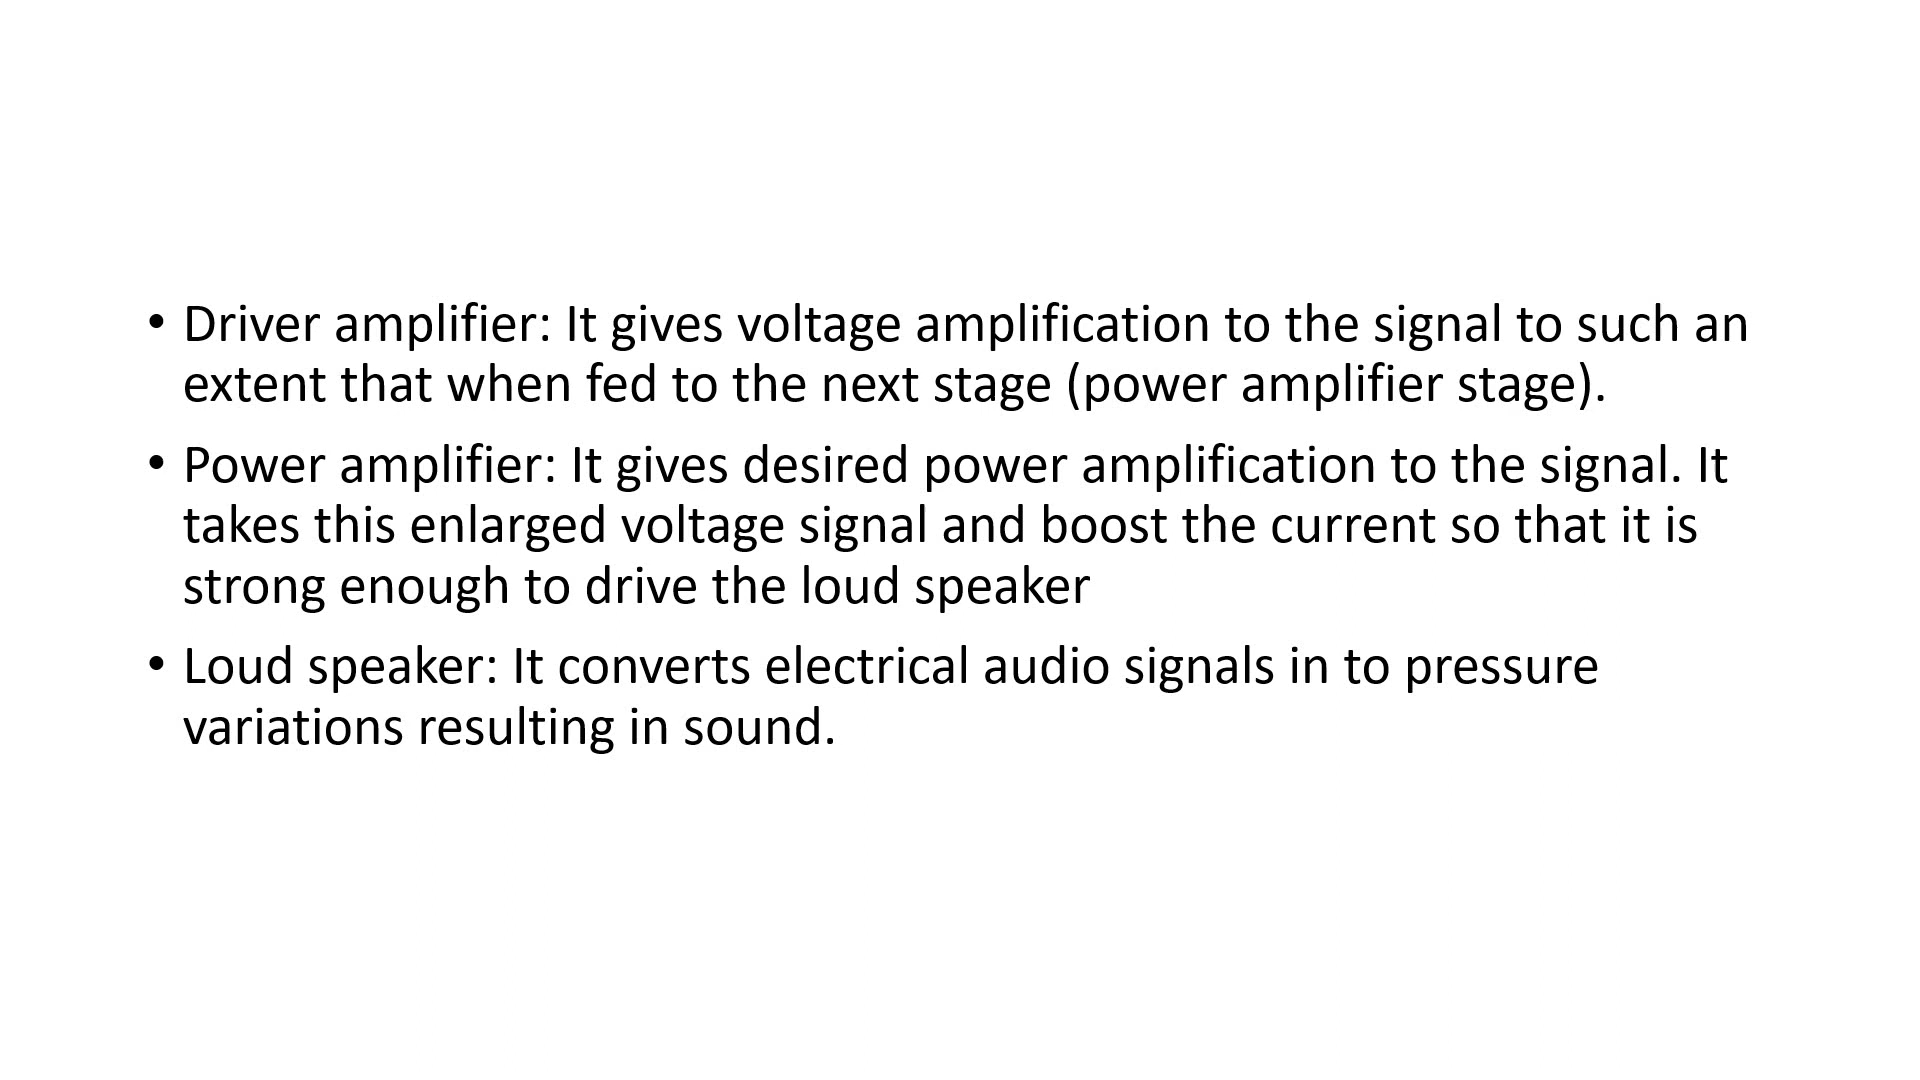 • Driver amplifier: It gives voltage amplification to the signal to such an
extent that when fed to the next stage (power amplifier stage).
• Power amplifier: It gives desired power amplification to the signal. It
takes this enlarged voltage signal and boost the current so that it is
strong enough to drive the loud speaker
• Loud speaker: It converts electrical audio signals in to pressure
variations resulting in sound.